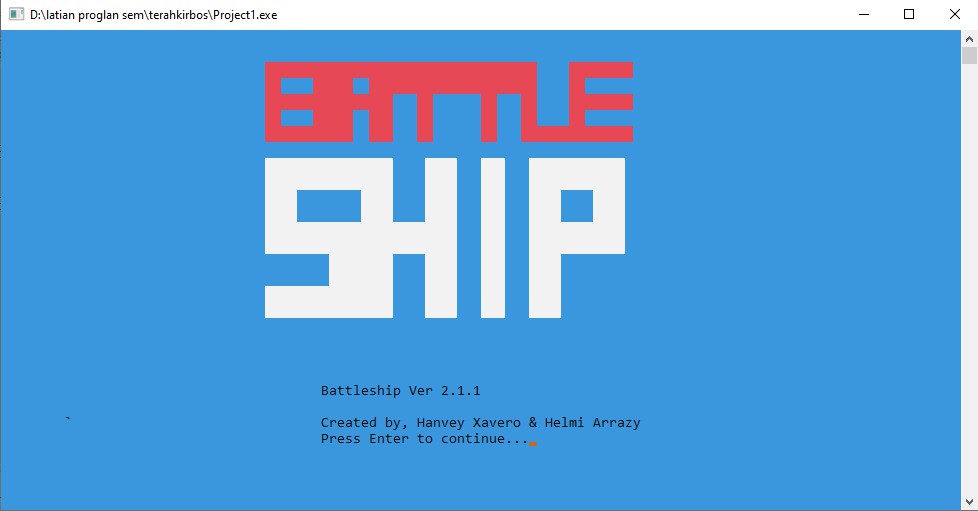 D:\latian proglan sem\terahkirbos\Project1.exe
BATTLE
SHIP
Battleship Ver 2.1.1
`
Created by, Hanvey Xavero & Helmi Arrazy
Press Enter to continue...